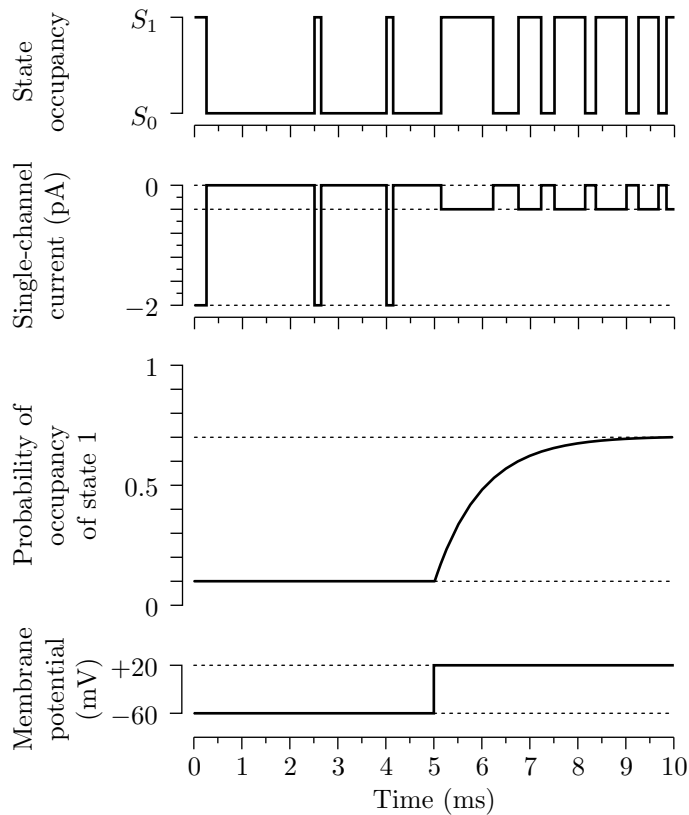 State
occupancy
S1
S0
Single-channel
current (pA)
0
−2
Probability of
occupancy
of state 1
1
0.5
0
Membrane
potential
(mV)
+20
−60
0 1 2 3 4 5 6 7 8 9 10
Time (ms)